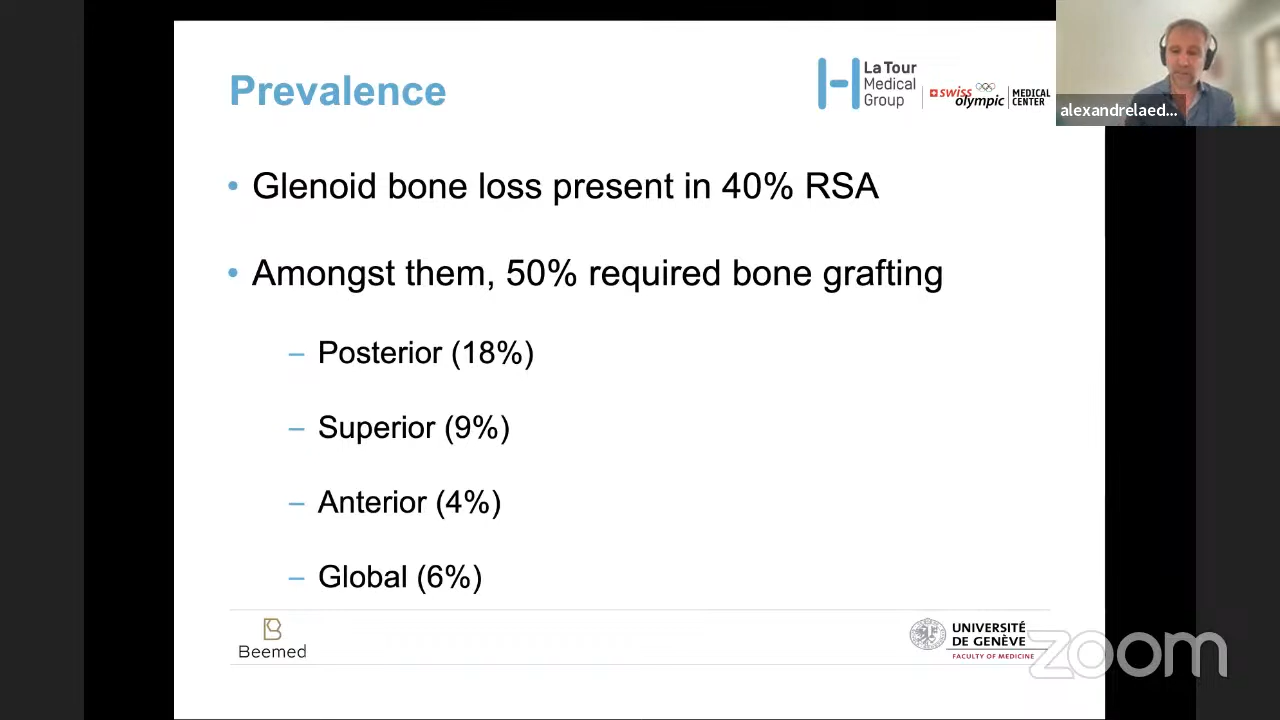 Prevalence
La Tour
Medical
Group
swiss
olympic
MEDICAL
CENTER
alexandrelaed...
• Glenoid bone loss present in 40% RSA
• Amongst them, 50% required bone grafting
– Posterior (18%)
– Superior (9%)
– Anterior (4%)
– Global (6%)
Beemed
UNIVERSITÉ
DE GENÈVE
FACULTY OF MEDICINE
zoom